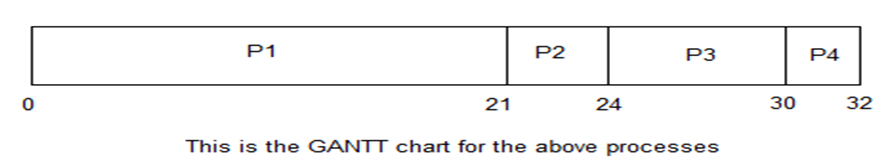 P1 P2 P3 P4
0 21 24 30 32
This is the GANTT chart for the above processes